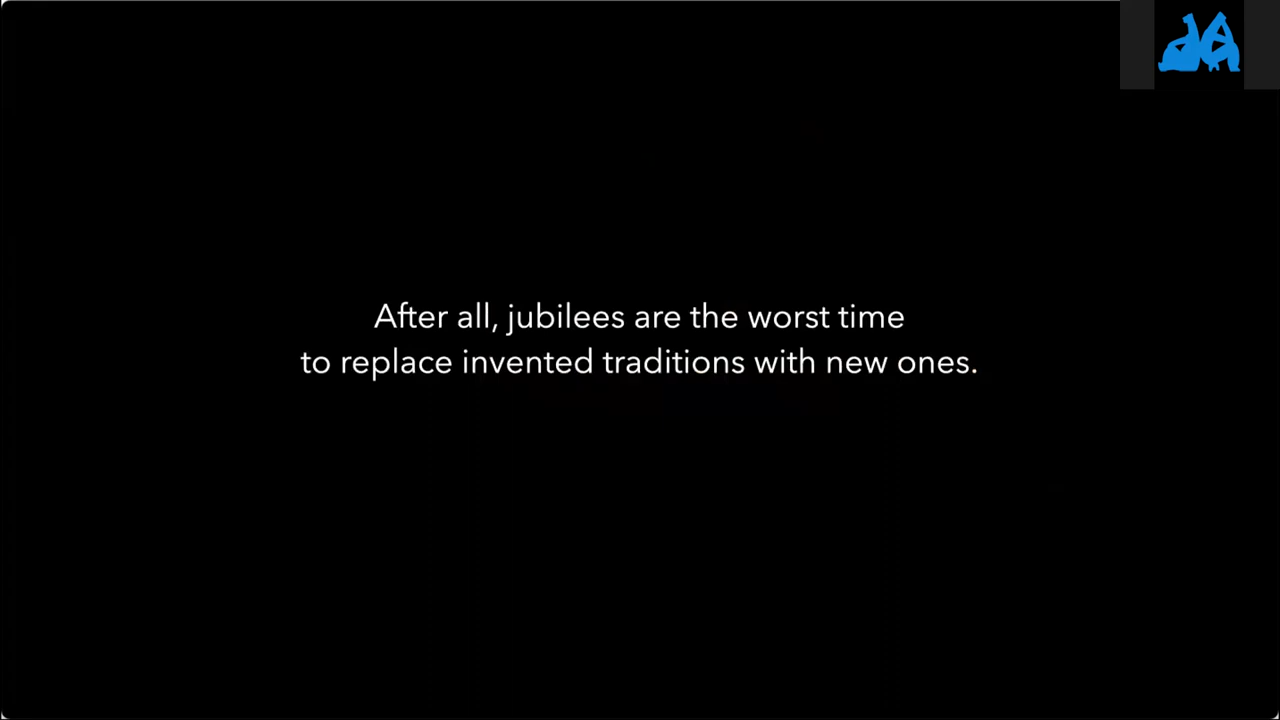 After all, jubilees are the worst time
to replace invented traditions with new ones.